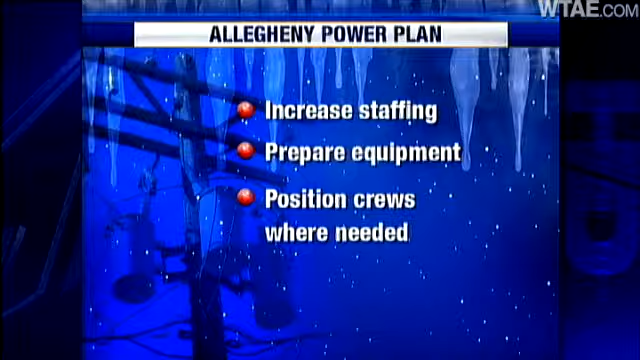 WTAE.COM
ALLEGHENY POWER PLAN
Increase staffing
Prepare equipment
Position crews
where needed